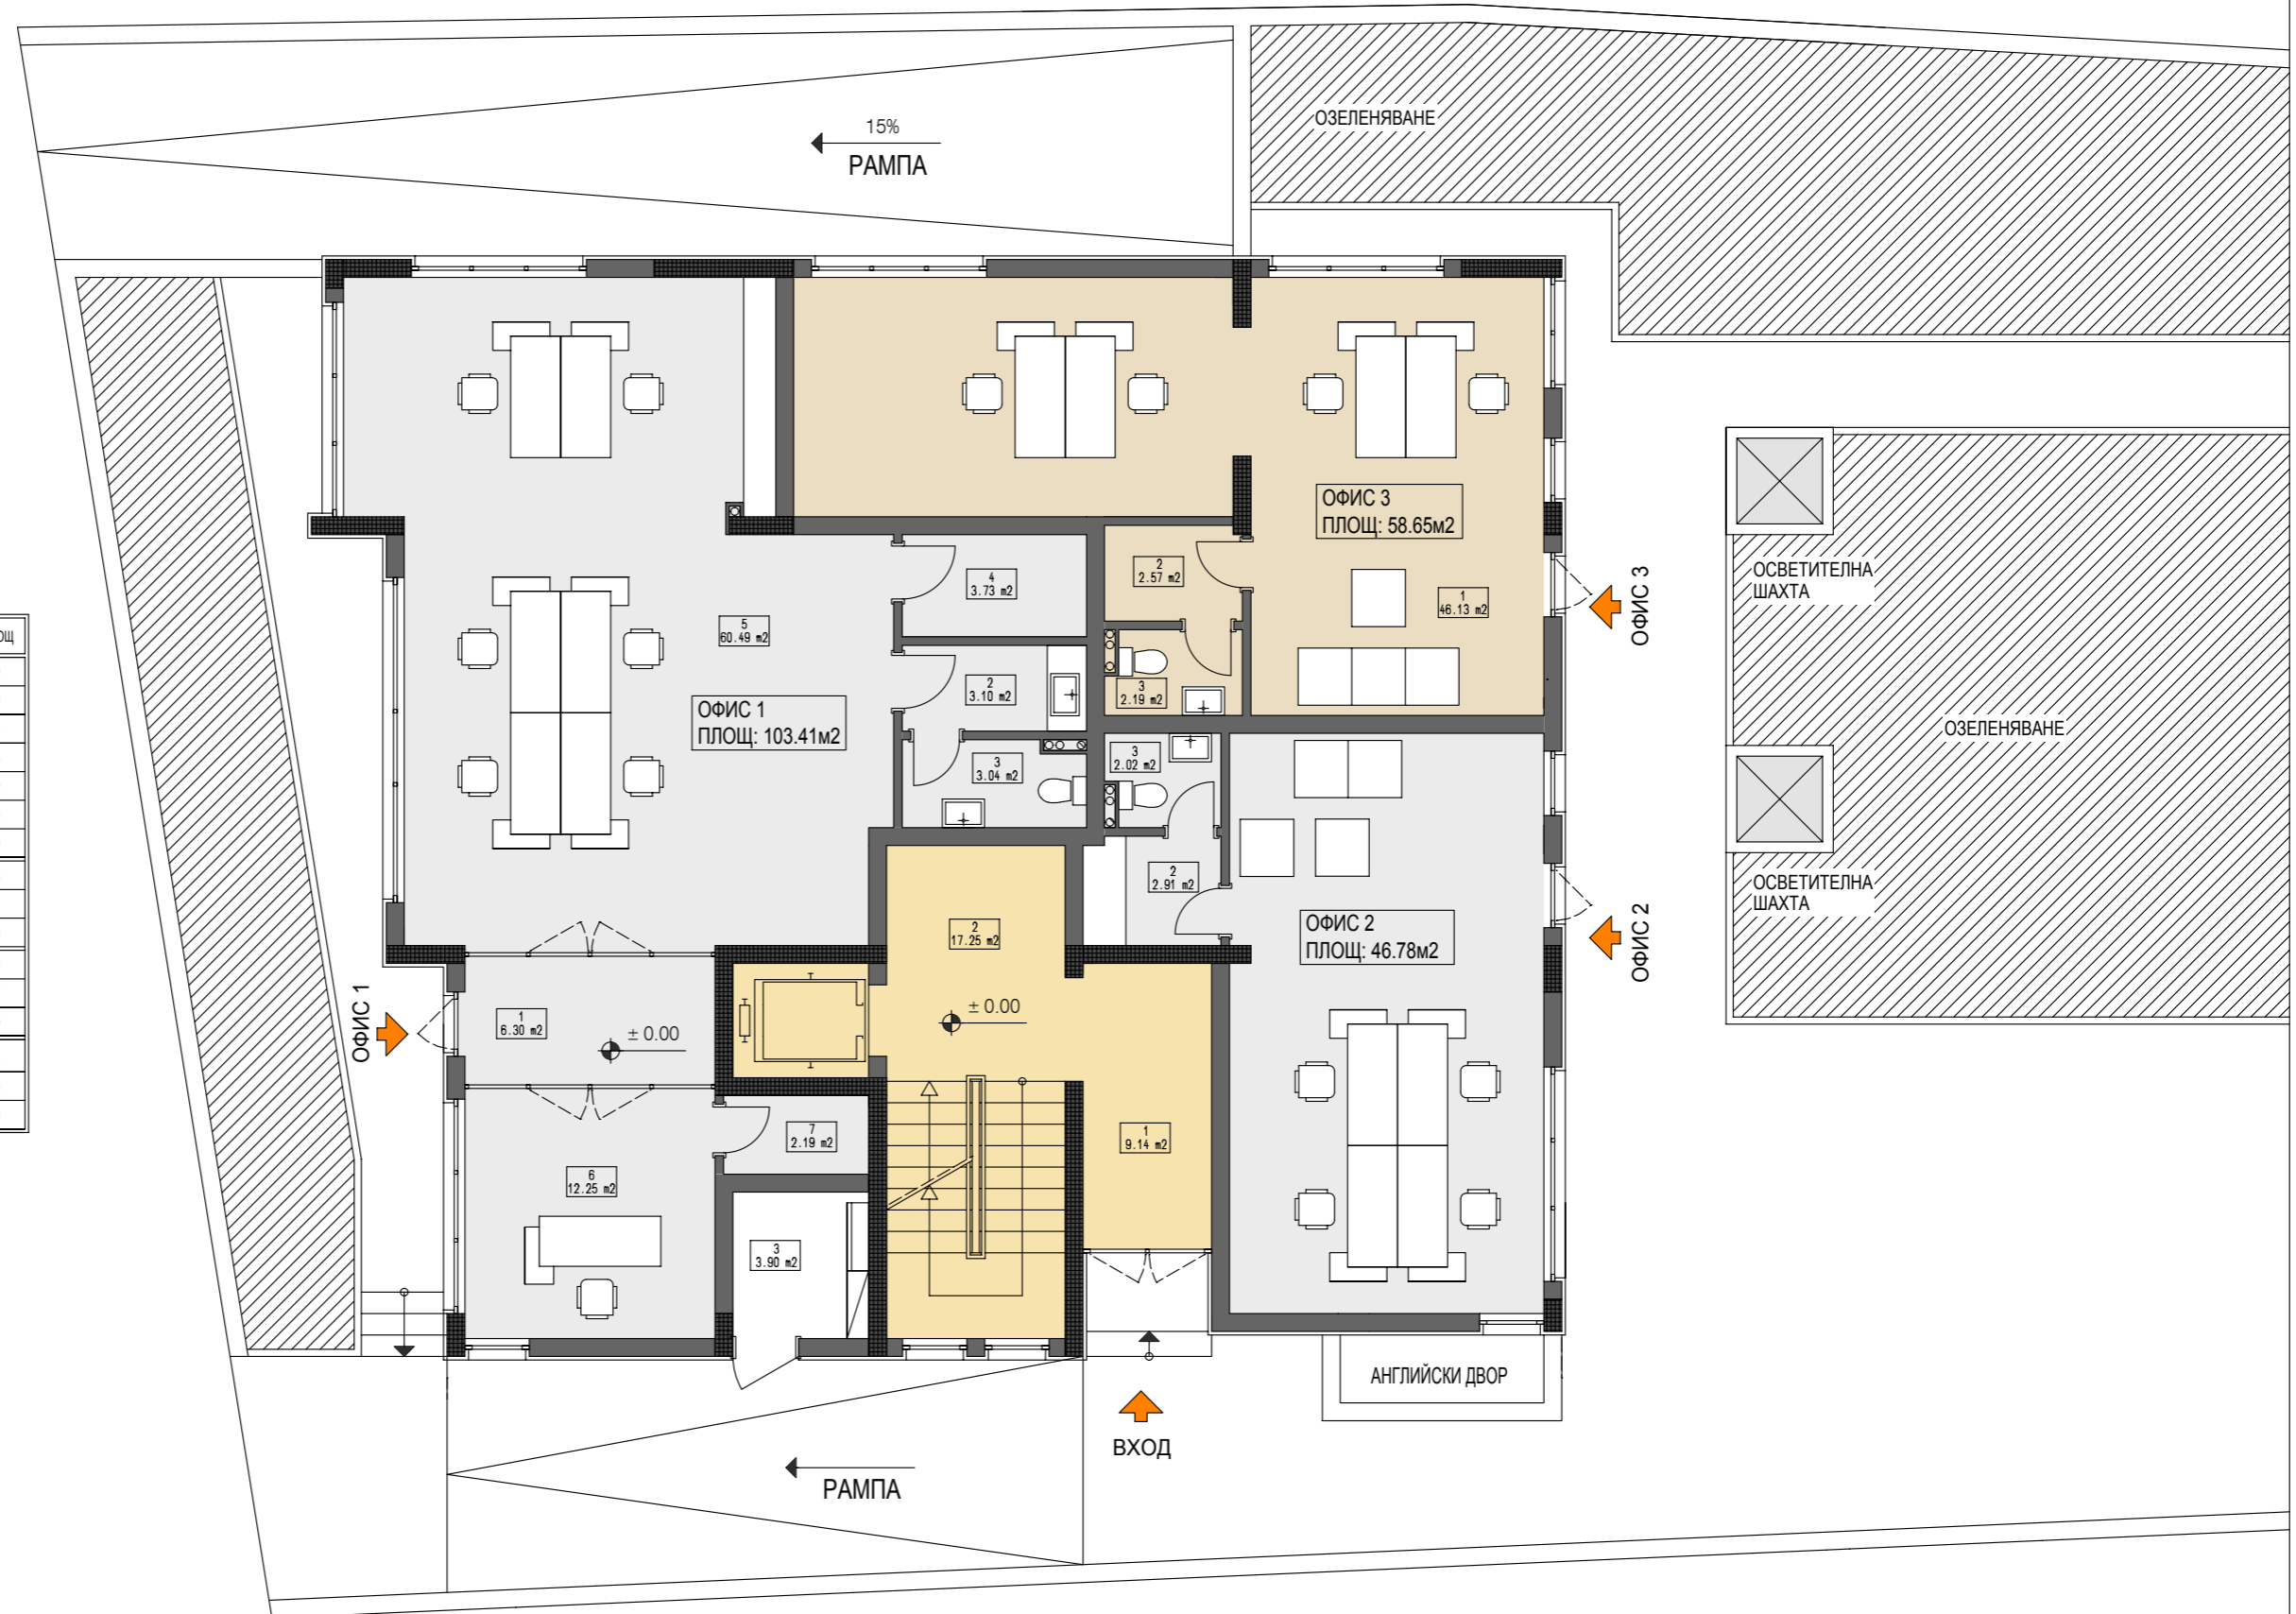 15%
РАМПА
ОЗЕЛЕНЯВАНЕ
ОФИС 3
ПЛОЩ: 58.65м2
2
2.57 m2
4
3.73 m2
1
46.13 m2
ОСВЕТИТЕЛНА
ШАХТА
ОФИС 3
5
60.49 m2
2
3.10 m2
3
2.19 m2
ОФИС 1
ПЛОЩ: 103.41м2
ОЗЕЛЕНЯВАНЕ
3
2.02 m2
3
3.04 m2
2
2.91 m2
ОСВЕТИТЕЛНА
ШАХТА
ОФИС 2
ПЛОЩ: 46.78м2
ОФИС 2
2
17.25 m2
± 0.00
ОФИС 1
1
6.30 m2
± 0.00
7
2.19 m2
1
9.14 m2
6
12.25 m2
3
3.90 m2
АНГЛИЙСКИ ДВОР
ВХОД
РАМПА